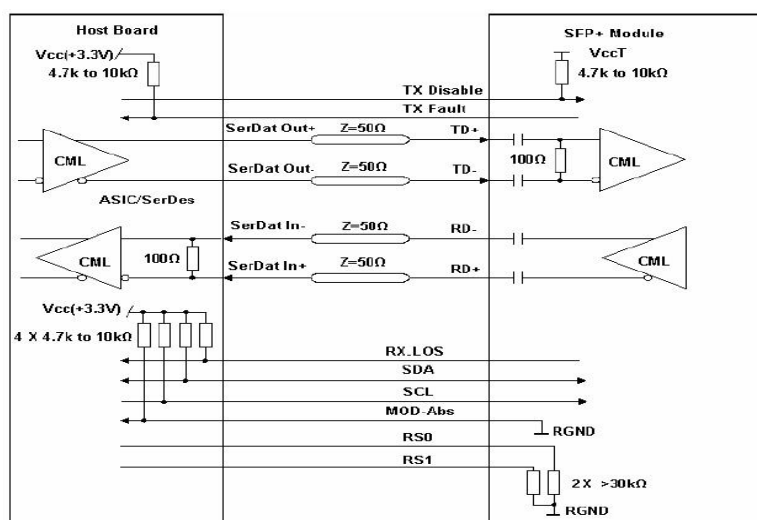 Host Board
SFP+ Module
Vcc(+3.3V)
4.7k to 10kΩ
VccT
4.7k to 10kΩ
TX Disable
TX Fault
SerDat Out+
Z=50Ω
TD+
CML
100Ω
CML
SerDat Out-
Z=50Ω
TD-
ASIC/SerDes
SerDat In-
Z=50Ω
RD-
CML
100Ω
CML
SerDat In+
Z=50Ω
RD+
Vcc(+3.3V)
4 X 4.7k to 10kΩ
RX.LOS
SDA
SCL
MOD-Abs
RGND
RS0
RS1
2X >30kΩ
RGND